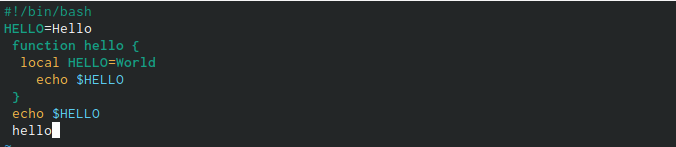 #!/bin/bash
HELLO=Hello
 function hello {
  local HELLO=World
    echo $HELLO
 }
 echo $HELLO
 hello
~